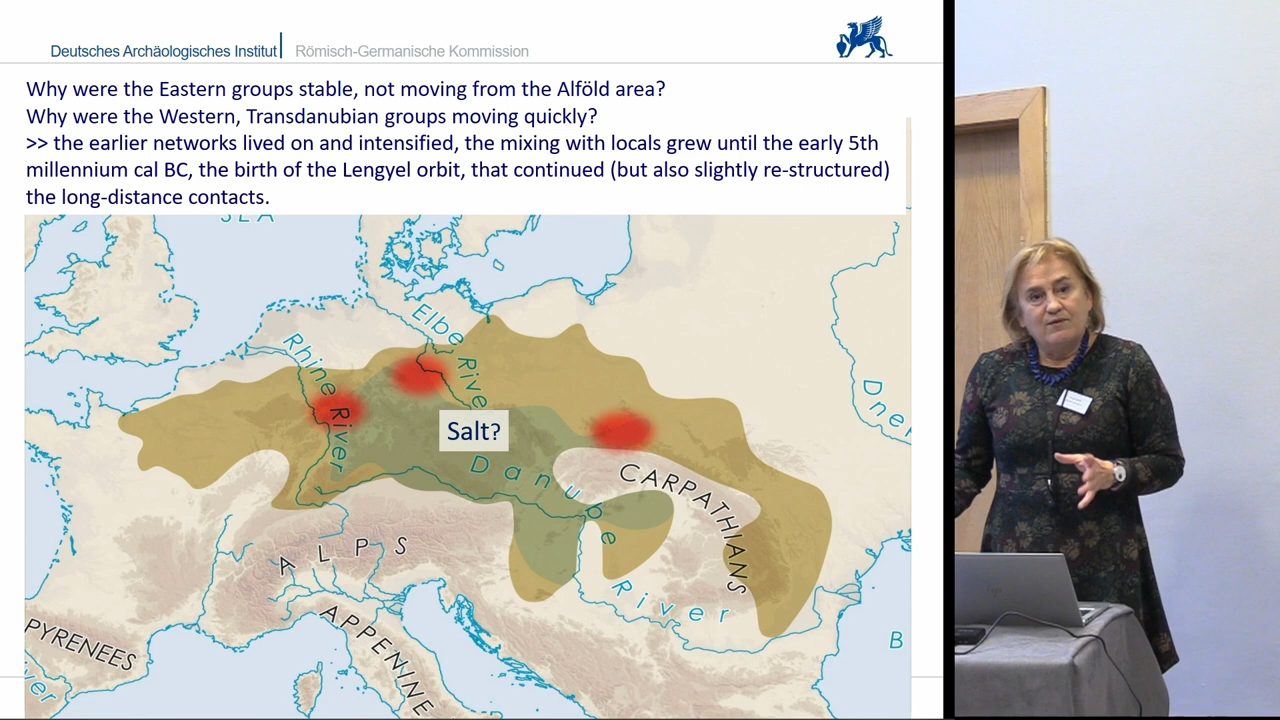 Deutsches Archäologisches Institut Römisch-Germanische Kommission
Why were the Eastern groups stable, not moving from the Alföld area?
Why were the Western, Transdanubian groups moving quickly?
>> the earlier networks lived on and intensified, the mixing with locals grew until the early 5th
millennium cal BC, the birth of the Lengyel orbit, that continued (but also slightly re-structured)
the long-distance contacts.
SEA
Elbe River
Rhine River
Dne
Salt?
Danube River
CARPATHIANS
ALPS
APPENNINE
PYRENEES
ver
B